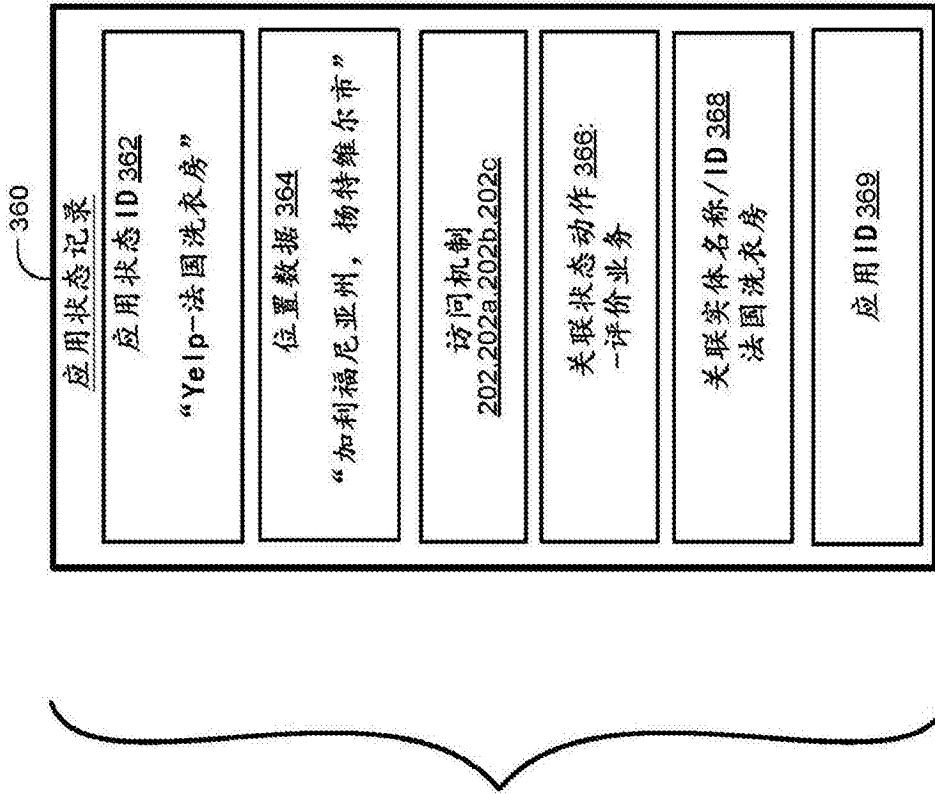 360
应用状态记录
应用状态ID 362
“Yelp-法国洗衣房”
位置数据 364
“加利福尼亚州，扬特维尔市”
访问机制
202,202a,202b,202c
关联状态动作 366:
-评价业务
关联实体名称/ID 368
法国洗衣房
应用ID 369